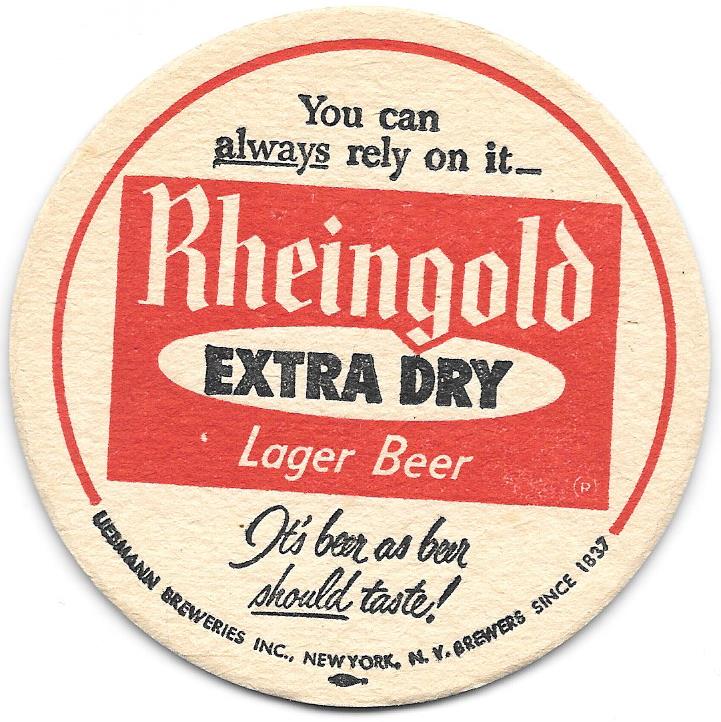 You can
always rely on it—
Rheingold
EXTRA DRY
Lager Beer
®
It's beer as beer
should taste!
LIEBMANN BREWERIES INC., NEW YORK, N. Y. BREWERS SINCE 1837